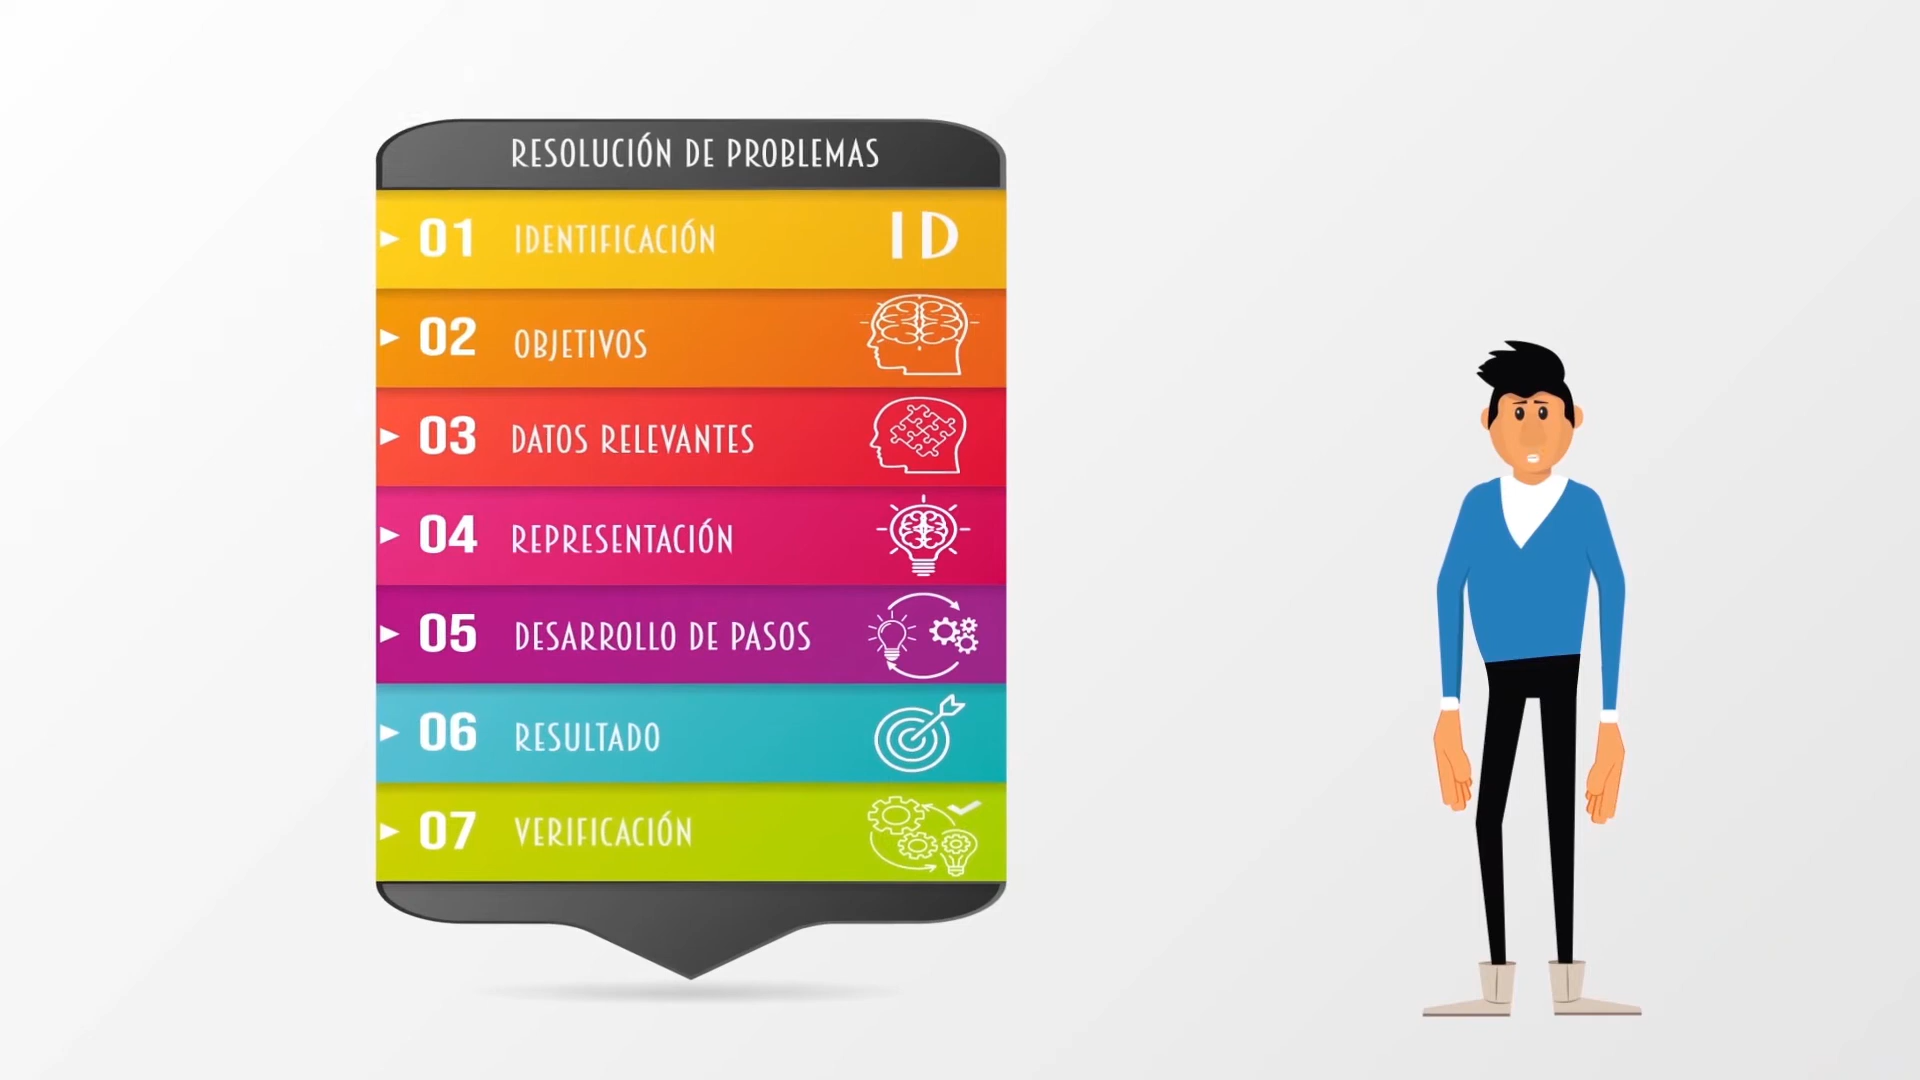 RESOLUCIÓN DE PROBLEMAS
01 IDENTIFICACIÓN ID
02 OBJETIVOS
03 DATOS RELEVANTES
04 REPRESENTACIÓN
05 DESARROLLO DE PASOS
06 RESULTADO
07 VERIFICACIÓN